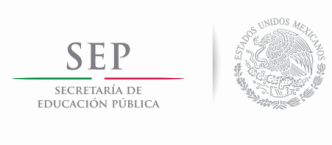 SEP
SECRETARÍA DE
EDUCACIÓN PÚBLICA
ESTADOS UNIDOS MEXICANOS